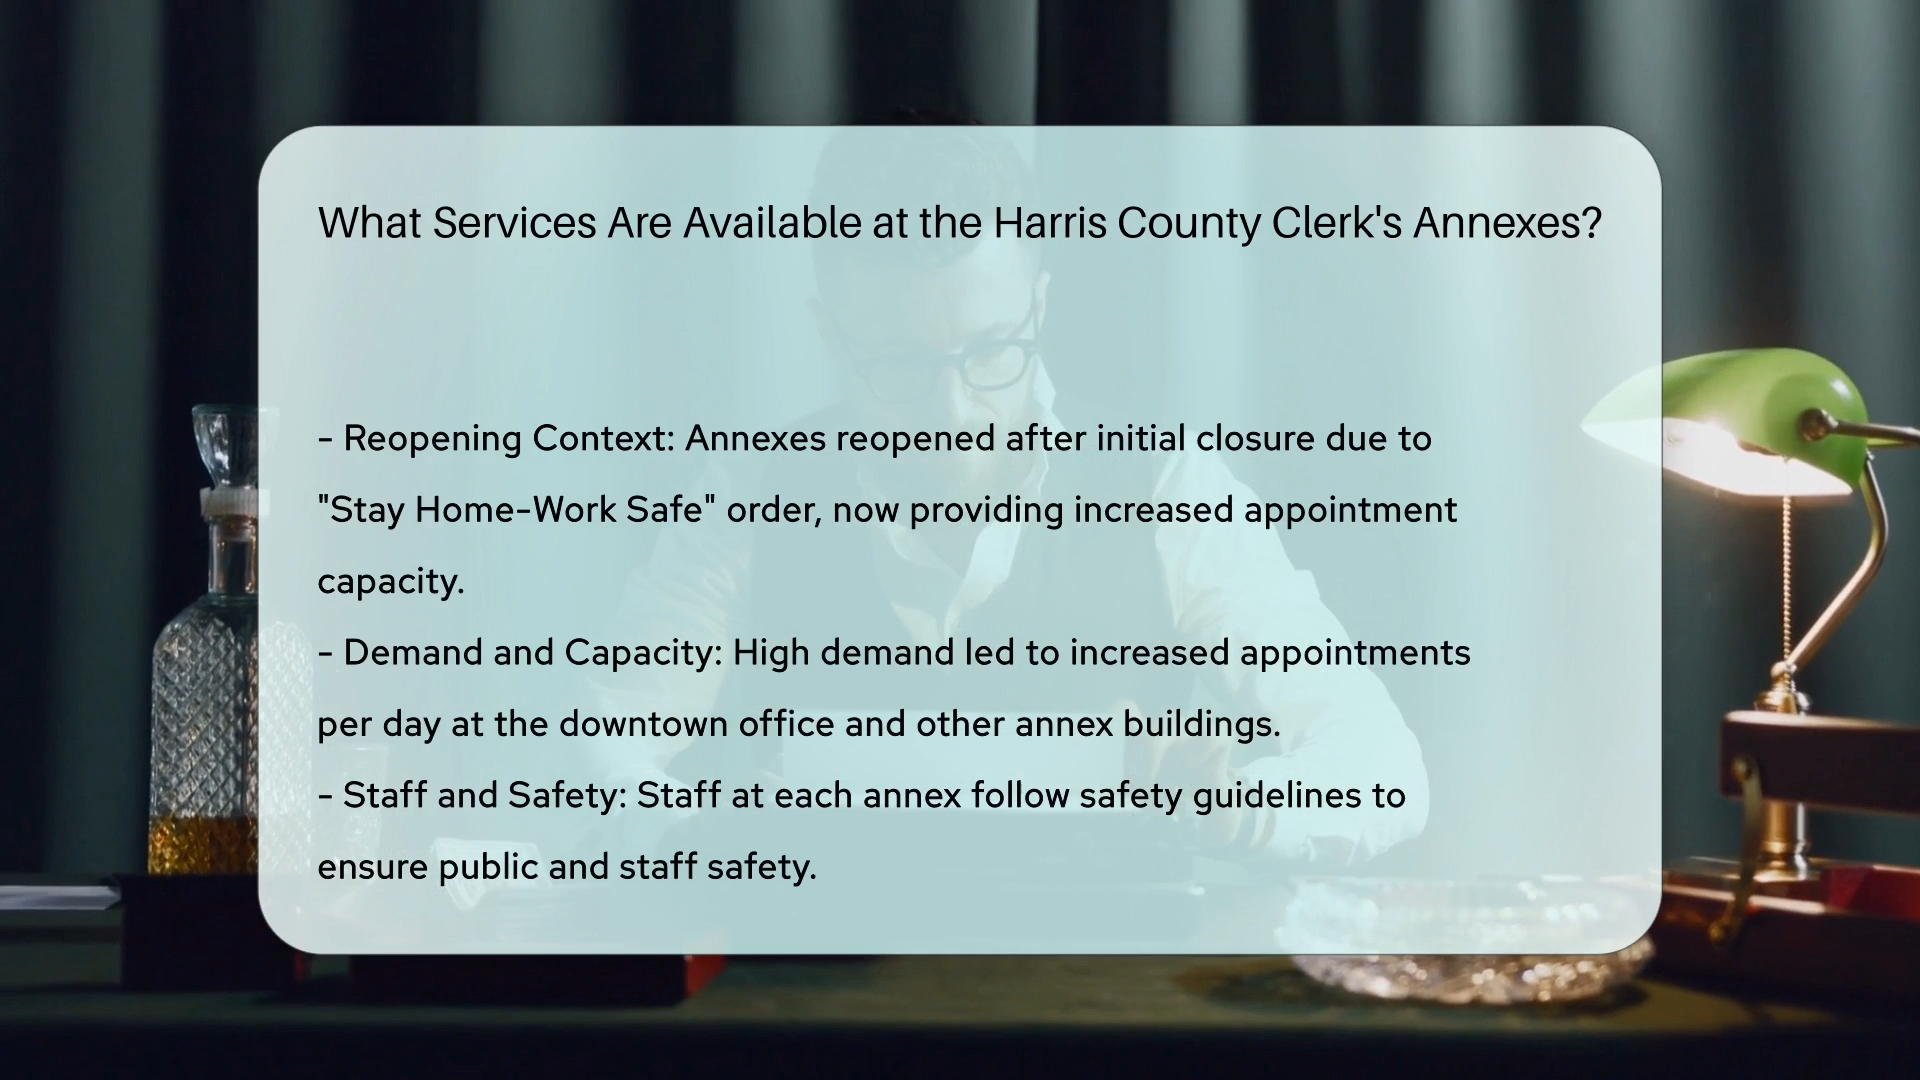 What Services Are Available at the Harris County Clerk's Annexes?
- Reopening Context: Annexes reopened after initial closure due to
"Stay Home-Work Safe" order, now providing increased appointment
capacity.
- Demand and Capacity: High demand led to increased appointments
per day at the downtown office and other annex buildings.
- Staff and Safety: Staff at each annex follow safety guidelines to
ensure public and staff safety.